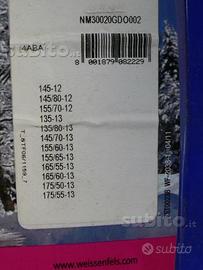 NM30020GDO002
4ABA
8 001879 082229
145-12
145/80-12
155/70-12
135-13
135/80-13
145/70-13
155/60-13
155/65-13
165/55-13
165/60-13
175/50-13
175/55-13
www.weissenfels.com
subito
subito